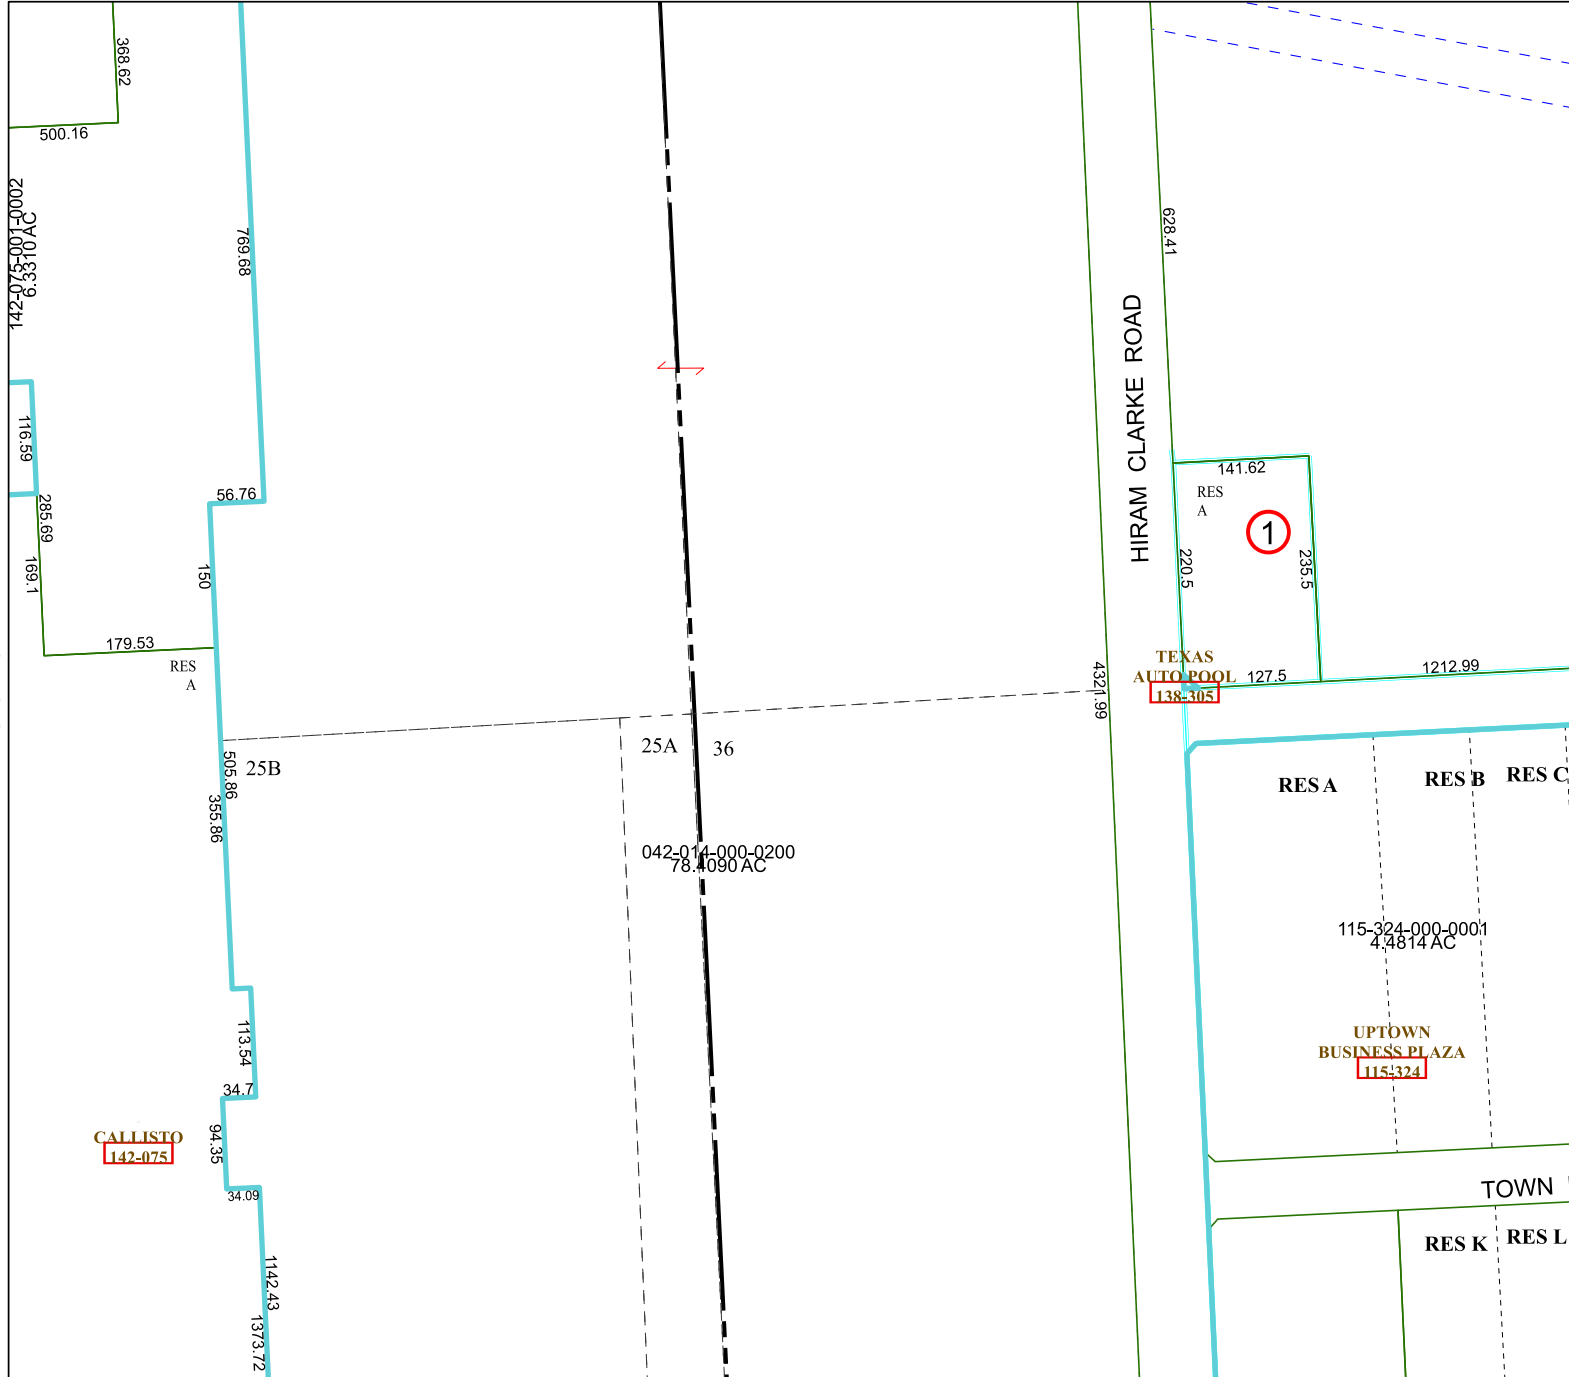 368.62
500.16
142-075-001-0002
6.3310 AC
769.68
628.41
HIRAM CLARKE ROAD
116.59
285.69
169.1
56.76
150
179.53
RES
A
141.62
RES
A
1
220.5
235.5
TEXAS
AUTO POOL
138-305
127.5
1212.99
4321.99
25A
36
25B
505.86
355.86
042-014-000-0200
78.4090 AC
RES A
RES B
RES C
115-324-000-0001
4.4814 AC
UPTOWN
BUSINESS PLAZA
115-324
113.54
34.7
94.35
CALLISTO
142-075
34.09
1142.43
1373.72
TOWN
RES K
RES L